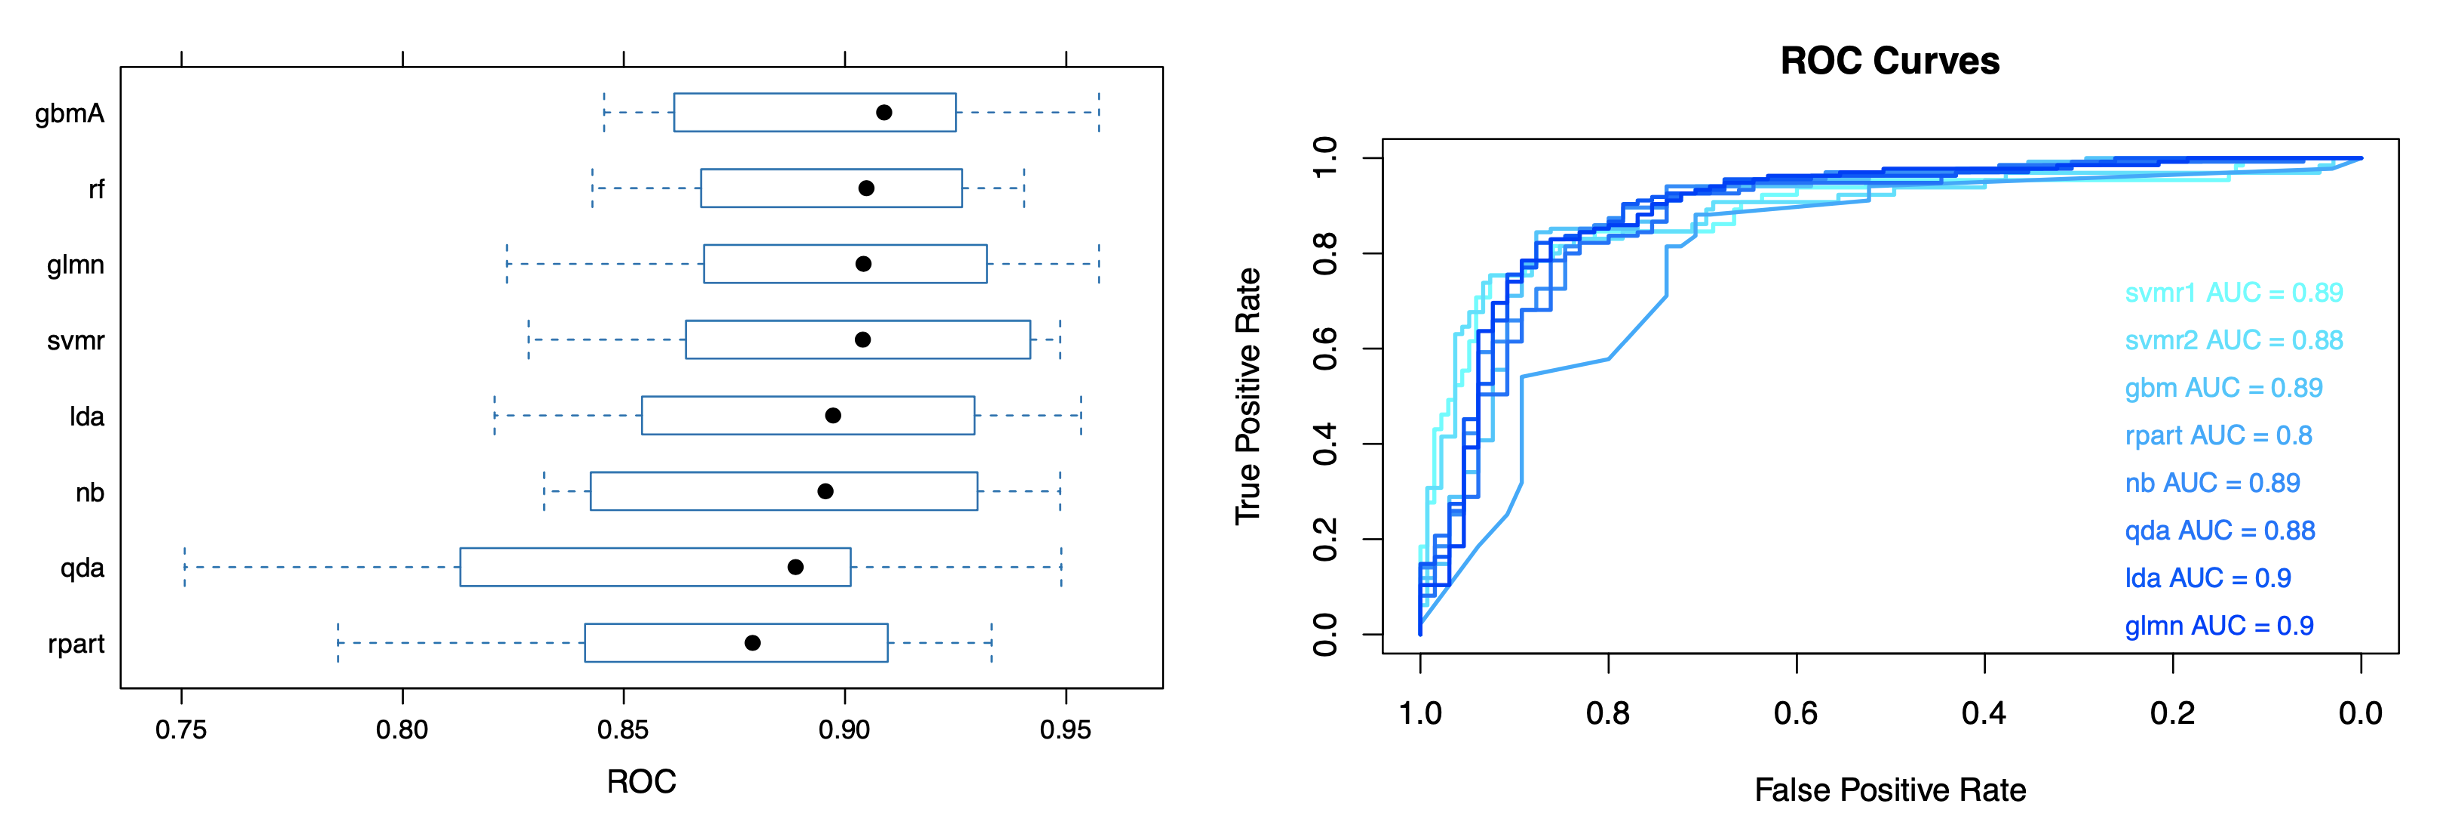 gbmA
rf
glmn
svmr
lda
nb
qda
rpart
0.75 0.80 0.85 0.90 0.95
ROC
ROC Curves
True Positive Rate
1.0
0.8
0.6
0.4
0.2
0.0
svmr1 AUC = 0.89
svmr2 AUC = 0.88
gbm AUC = 0.89
rpart AUC = 0.8
nb AUC = 0.89
qda AUC = 0.88
lda AUC = 0.9
glmn AUC = 0.9
1.0 0.8 0.6 0.4 0.2 0.0
False Positive Rate